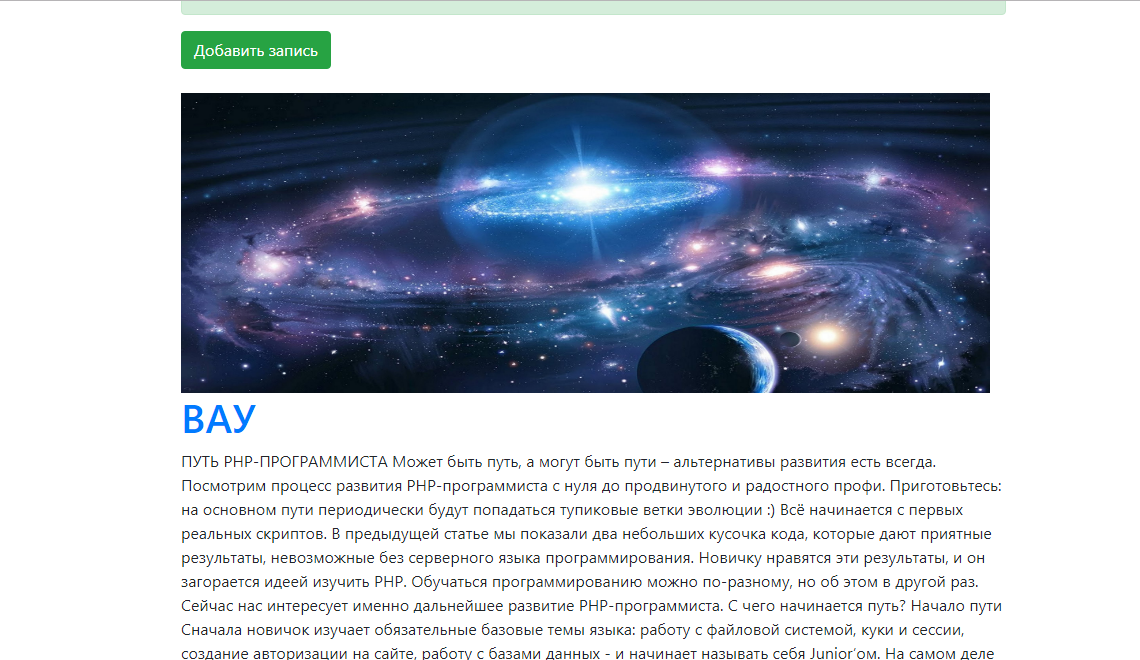 Добавить запись
ВАУ
ПУТЬ PHP-ПРОГРАММИСТА Может быть путь, а могут быть пути – альтернативы развития есть всегда.
Посмотрим процесс развития PHP-программиста с нуля до продвинутого и радостного профи. Приготовьтесь:
на основном пути периодически будут попадаться тупиковые ветки эволюции :) Всё начинается с первых
реальных скриптов. В предыдущей статье мы показали два небольших кусочка кода, которые дают приятные
результаты, невозможные без серверного языка программирования. Новичку нравятся эти результаты, и он
загорается идеей изучить PHP. Обучаться программированию можно по-разному, но об этом в другой раз.
Сейчас нас интересует именно дальнейшее развитие PHP-программиста. С чего начинается путь? Начало пути
Сначала новичок изучает обязательные базовые темы языка: работу с файловой системой, куки и сессии,
создание авторизации на сайте, работу с базами данных - и начинает называть себя Junior’ом. На самом деле